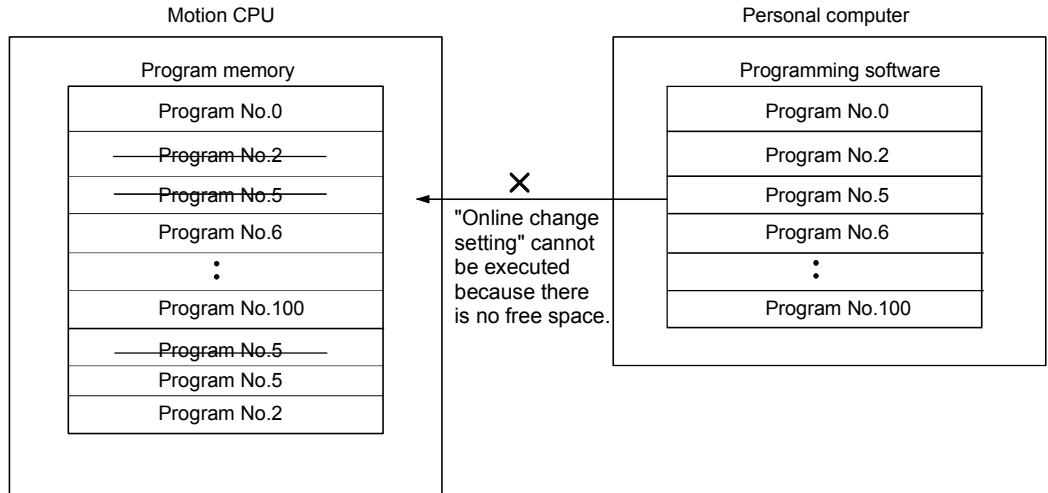 Motion CPU
Program memory
Program No.0
Program No.2
Program No.5
Program No.6
:
Program No.100
Program No.5
Program No.5
Program No.2
"Online change
setting" cannot
be executed
because there
is no free space.
Personal computer
Programming software
Program No.0
Program No.2
Program No.5
Program No.6
:
Program No.100